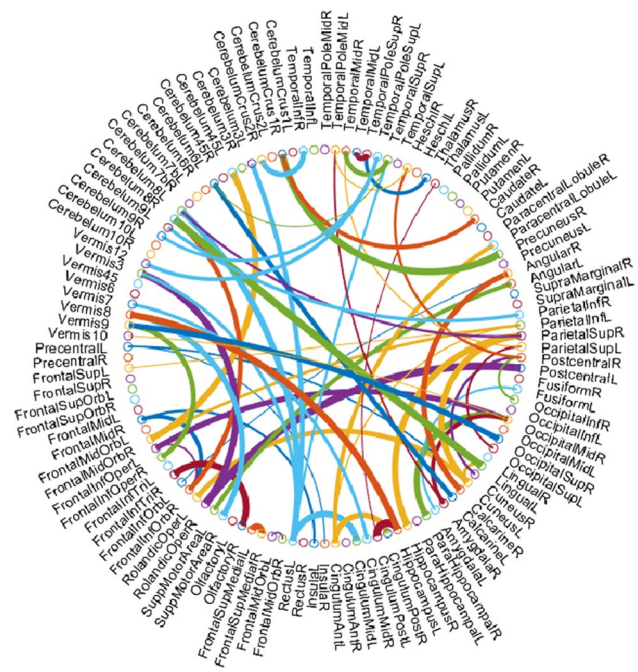 TemporalPoleMidR
TemporalPoleMidL
TemporalMidR
TemporalMidL
TemporalPoleSupR
TemporalPoleSupL
TemporalSupR
TemporalSupL
HeschlR
HeschlL
ThalamusR
ThalamusL
PallidumR
PallidumL
PutamenR
PutamenL
CaudateR
CaudateL
ParacentralLobuleR
ParacentralLobuleL
PrecuneusR
PrecuneusL
AngularR
AngularL
SupraMarginalR
SupraMarginalL
ParietalInfR
ParietalInfL
ParietalSupR
ParietalSupL
PostcentralR
PostcentralL
FusiformR
FusiformL
OccipitalInfR
OccipitalInfL
OccipitalMidR
OccipitalMidL
OccipitalSupR
OccipitalSupL
LingualR
LingualL
CuneusR
CuneusL
CalcarineR
CalcarineL
AmygdalaR
AmygdalaL
ParaHippocampalR
ParaHippocampalL
HippocampusR
HippocampusL
CingulumPostR
CingulumPostL
CingulumMidR
CingulumMidL
CingulumAntR
CingulumAntL
InsulaR
InsulaL
RectusR
RectusL
FrontalMidOrbR
FrontalMidOrbL
FrontalSupMedialR
FrontalSupMedialL
OlfactoryR
OlfactoryL
SuppMotorAreaR
SuppMotorAreaL
RolandicOperR
RolandicOperL
FrontalInfOrbR
FrontalInfOrbL
FrontalInfTriR
FrontalInfTriL
FrontalInfOperR
FrontalInfOperL
FrontalMidOrbR
FrontalMidOrbL
FrontalMidR
FrontalMidL
FrontalSupOrbR
FrontalSupOrbL
FrontalSupR
FrontalSupL
PrecentralR
PrecentralL
Vermis10
Vermis9
Vermis8
Vermis7
Vermis6
Vermis45
Vermis3
Vermis12
Cerebelum10R
Cerebelum10L
Cerebelum9R
Cerebelum9L
Cerebelum8R
Cerebelum8L
Cerebelum7bR
Cerebelum7bL
Cerebelum6R
Cerebelum6L
Cerebelum45R
Cerebelum45L
Cerebelum3R
Cerebelum3L
CerebelumCrus2R
CerebelumCrus2L
CerebelumCrus1R
CerebelumCrus1L
TemporalInfR
TemporalInfL